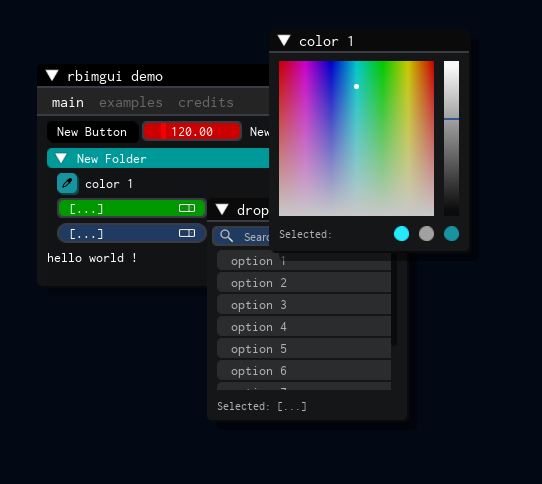 color 1
Selected:
rbimgui demo
main examples credits
New Button 120.00 New
New Folder
color 1
[...]
[...]
hello world !
drop
Searc
option 1
option 2
option 3
option 4
option 5
option 6
Selected: [...]